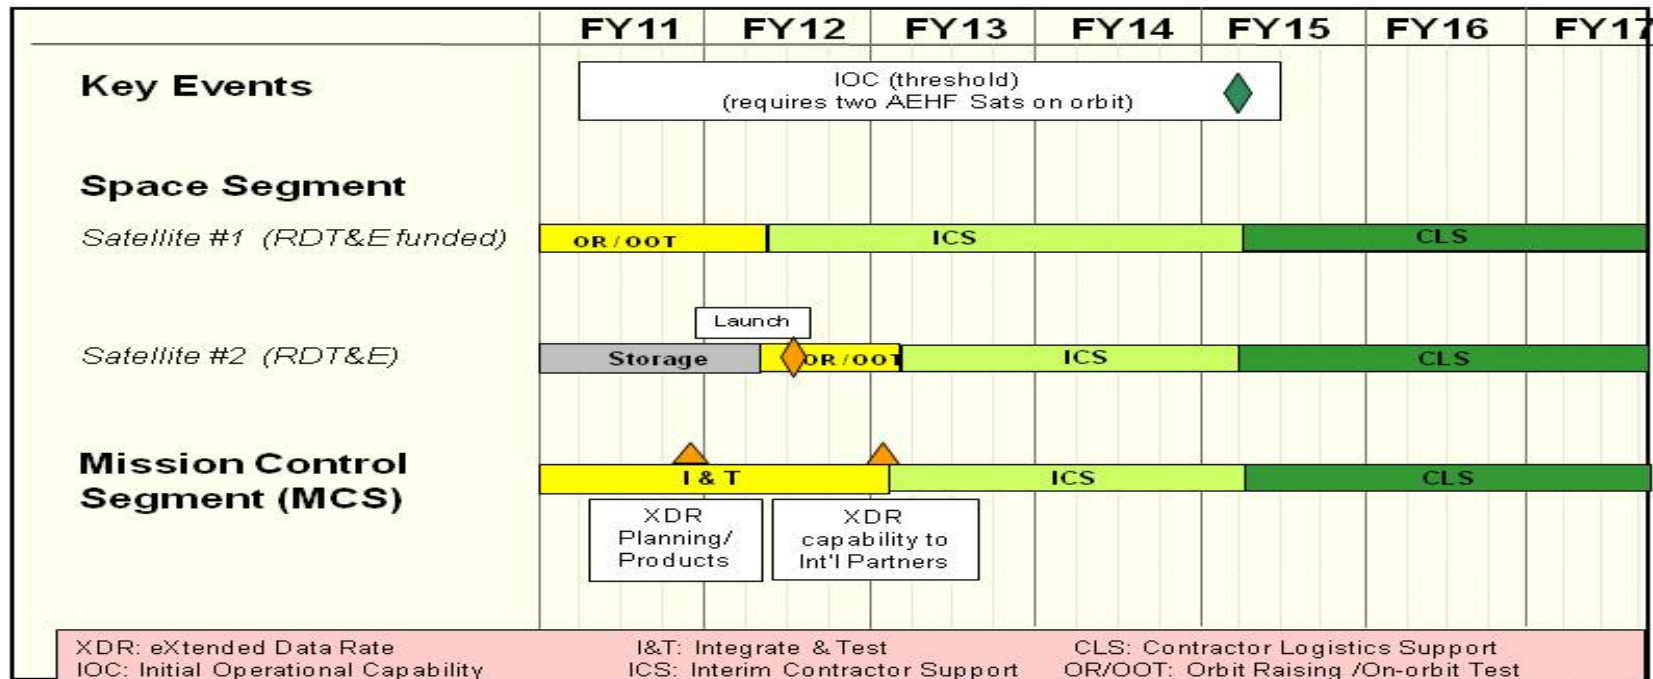 FY11 FY12 FY13 FY14 FY15 FY16 FY17
Key Events
IOC (threshold)
(requires two AEHF Sats on orbit)
Space Segment
Satellite #1 (RDT&E funded)
OR/OOT
ICS
CLS
Launch
Satellite #2 (RDT&E)
Storage
OR/OOT
ICS
CLS
Mission Control
Segment (MCS)
I & T
ICS
CLS
XDR
Planning/
Products
XDR
capability to
Int'l Partners
XDR: eXtended Data Rate
I&T: Integrate & Test
CLS: Contractor Logistics Support
IOC: Initial Operational Capability
ICS: Interim Contractor Support
OR/OOT: Orbit Raising /On-orbit Test